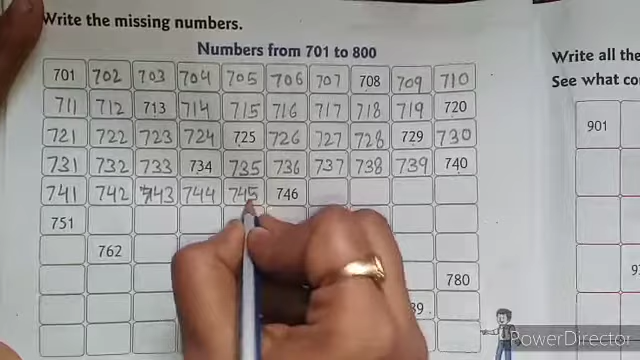 Write the missing numbers.
Numbers from 701 to 800
701 702 703 704 705 706 707 708 709 710
711 712 713 714 715 716 717 718 719 720
721 722 723 724 725 726 727 728 729 730
731 732 733 734 735 736 737 738 739 740
741 742 743 744 745 746
751
762
780
39
Write all the
See what co
901
9
PowerDirector